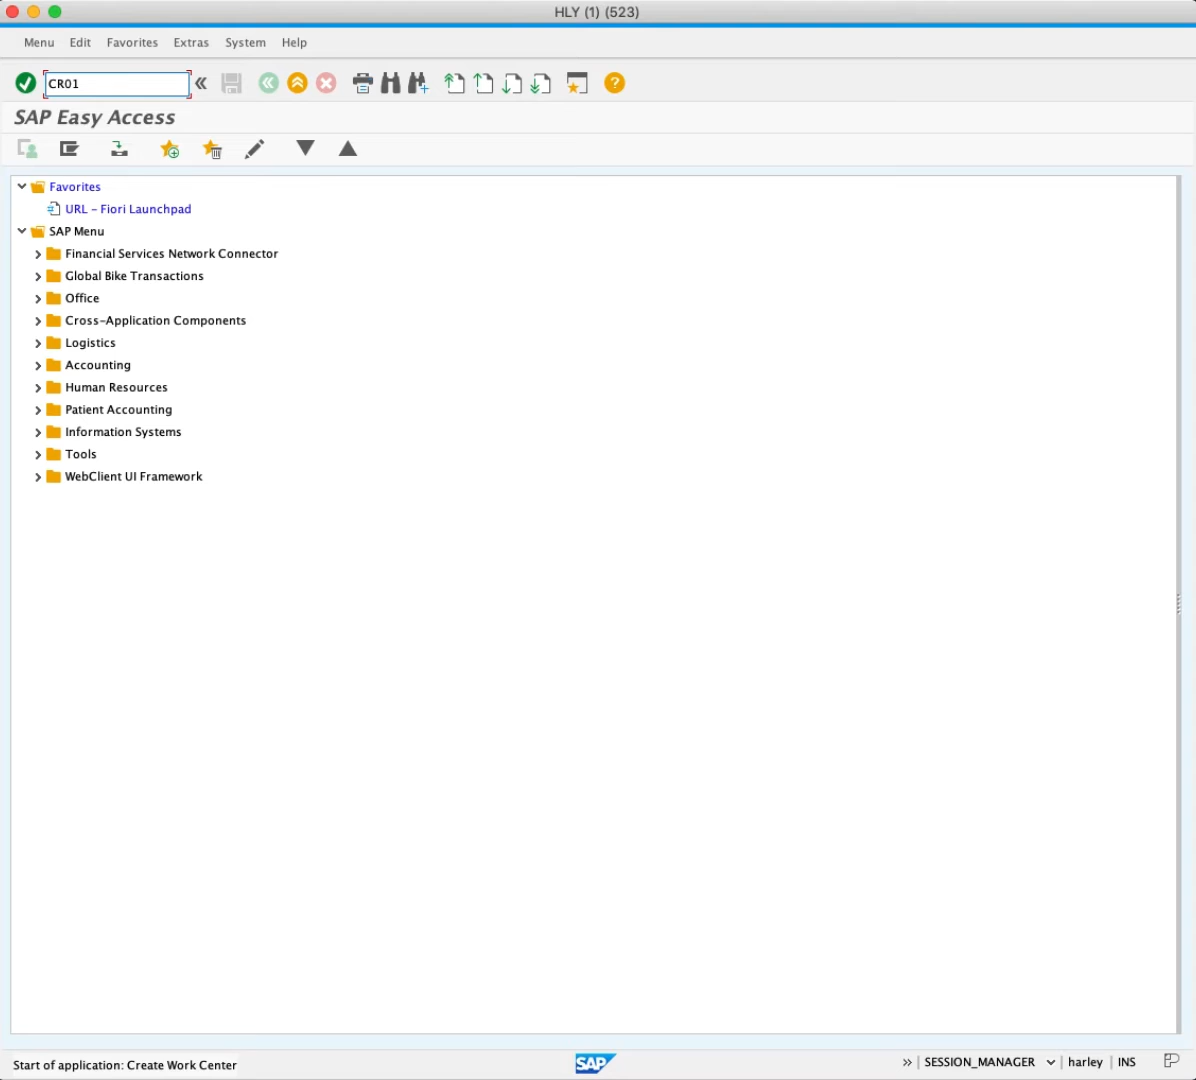 HLY (1) (523)
Menu Edit Favorites Extras System Help
CR01
SAP Easy Access
Favorites
URL - Fiori Launchpad
SAP Menu
Financial Services Network Connector
Global Bike Transactions
Office
Cross-Application Components
Logistics
Accounting
Human Resources
Patient Accounting
Information Systems
Tools
WebClient UI Framework
Start of application: Create Work Center SAP SESSION_MANAGER harley INS